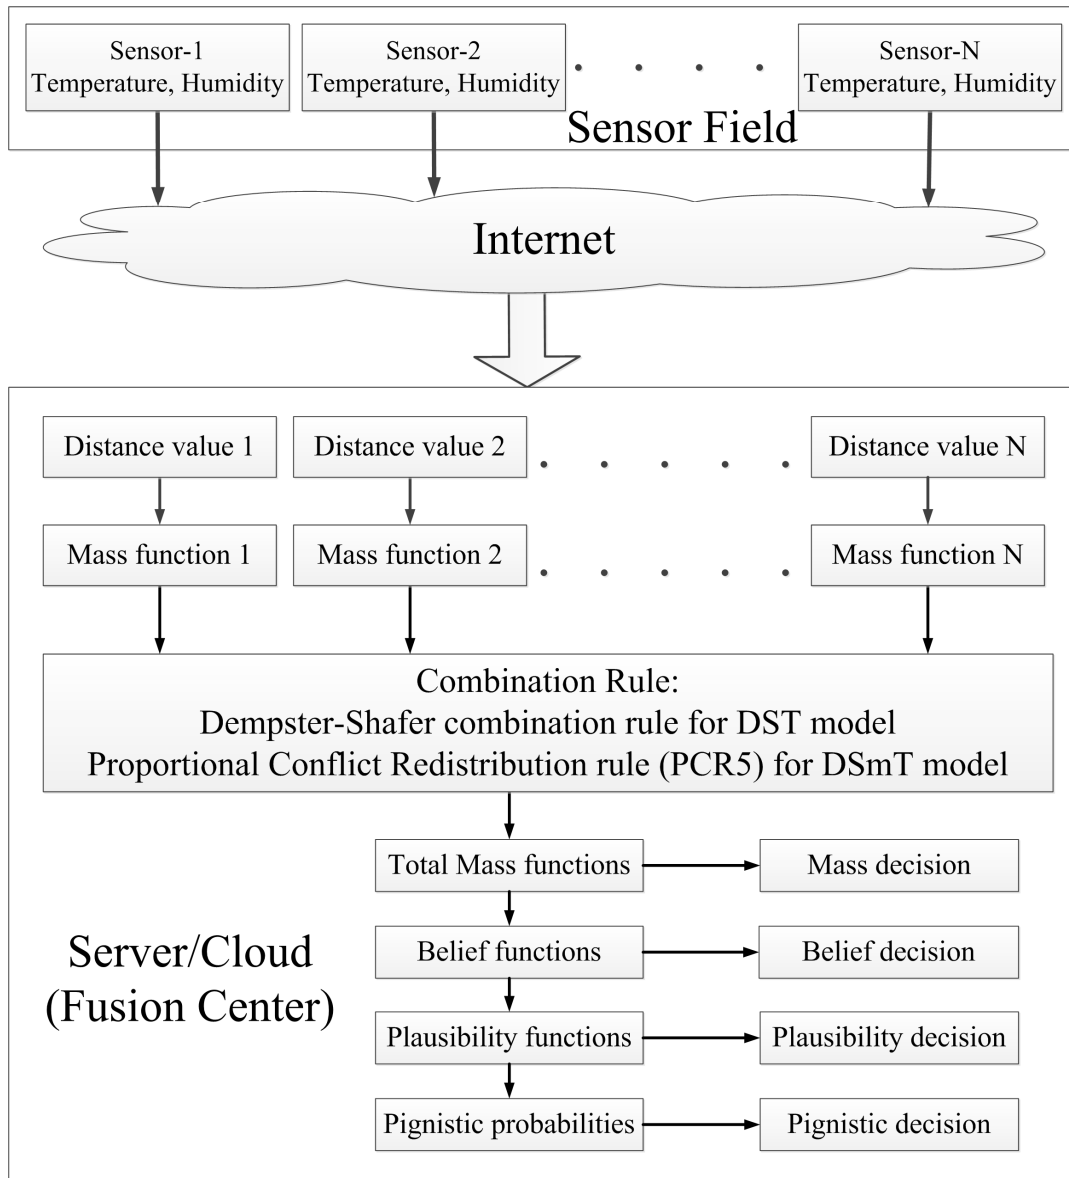 Sensor-1
Temperature, Humidity
Sensor-2
Temperature, Humidity
Sensor-N
Temperature, Humidity
Sensor Field
Internet
Distance value 1
Distance value 2
Distance value N
Mass function 1
Mass function 2
Mass function N
Combination Rule:
Dempster-Shafer combination rule for DST model
Proportional Conflict Redistribution rule (PCR5) for DSmT model
Total Mass functions
Mass decision
Belief functions
Belief decision
Server/Cloud
(Fusion Center)
Plausibility functions
Plausibility decision
Pignistic probabilities
Pignistic decision